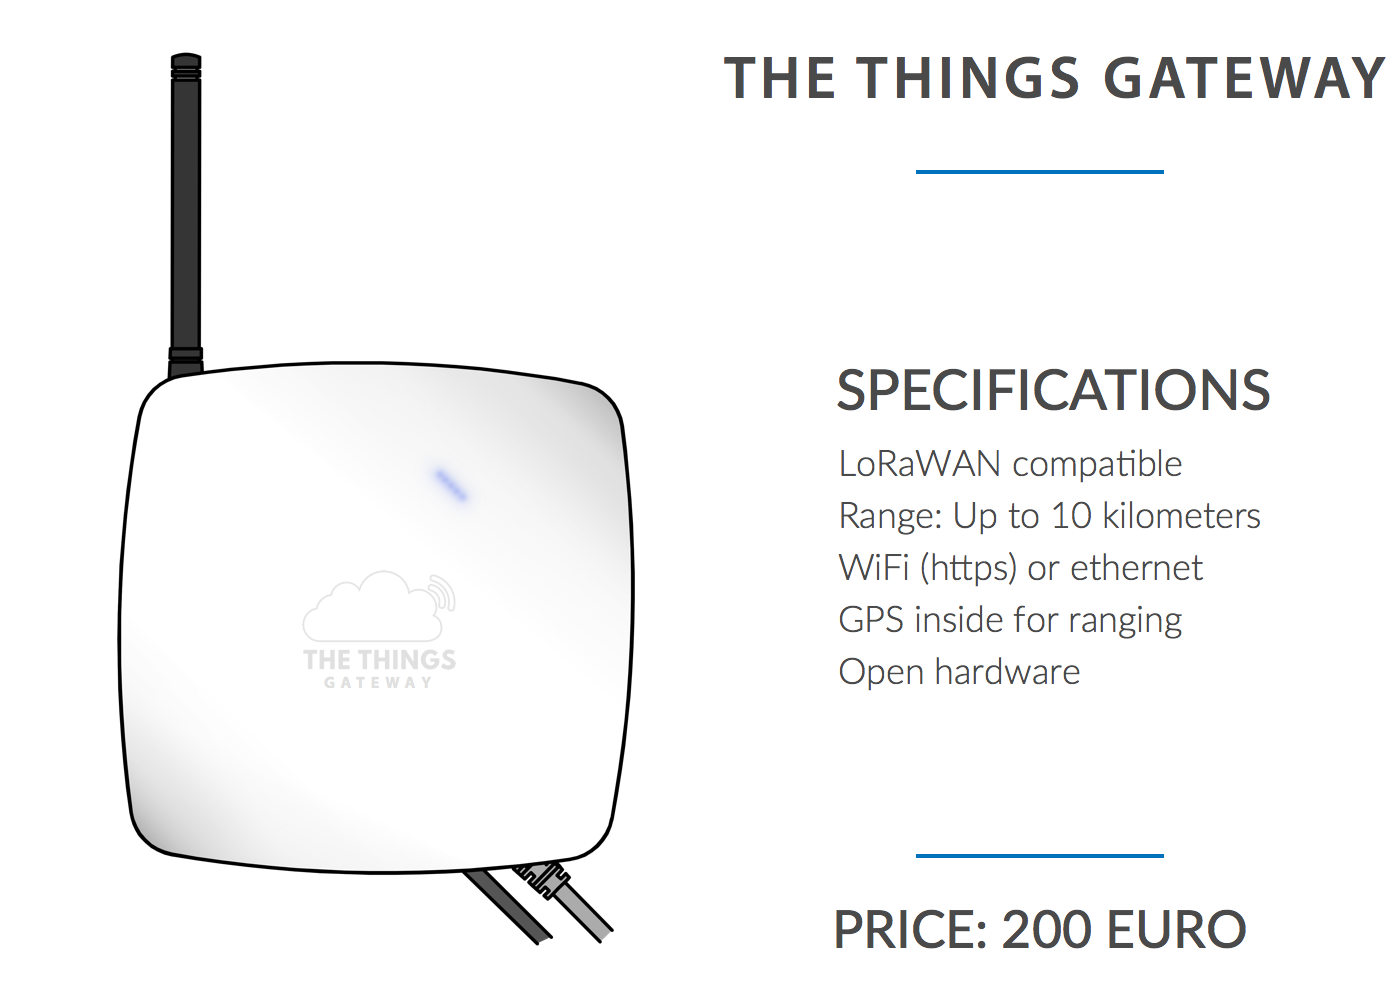 THE THINGS GATEWAY
THE THINGS
GATEWAY
SPECIFICATIONS
LoRaWAN compatible
Range: Up to 10 kilometers
WiFi (https) or ethernet
GPS inside for ranging
Open hardware
PRICE: 200 EURO